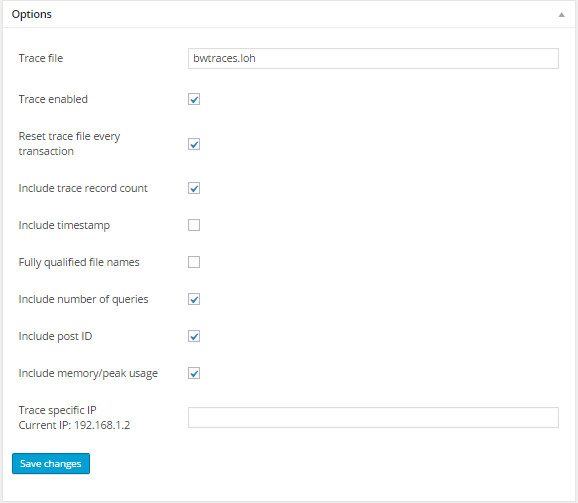 Options
Trace file
bwtraces.loh
Trace enabled
Reset trace file every
transaction
Include trace record count
Include timestamp
Fully qualified file names
Include number of queries
Include post ID
Include memory/peak usage
Trace specific IP
Current IP: 192.168.1.2
Save changes